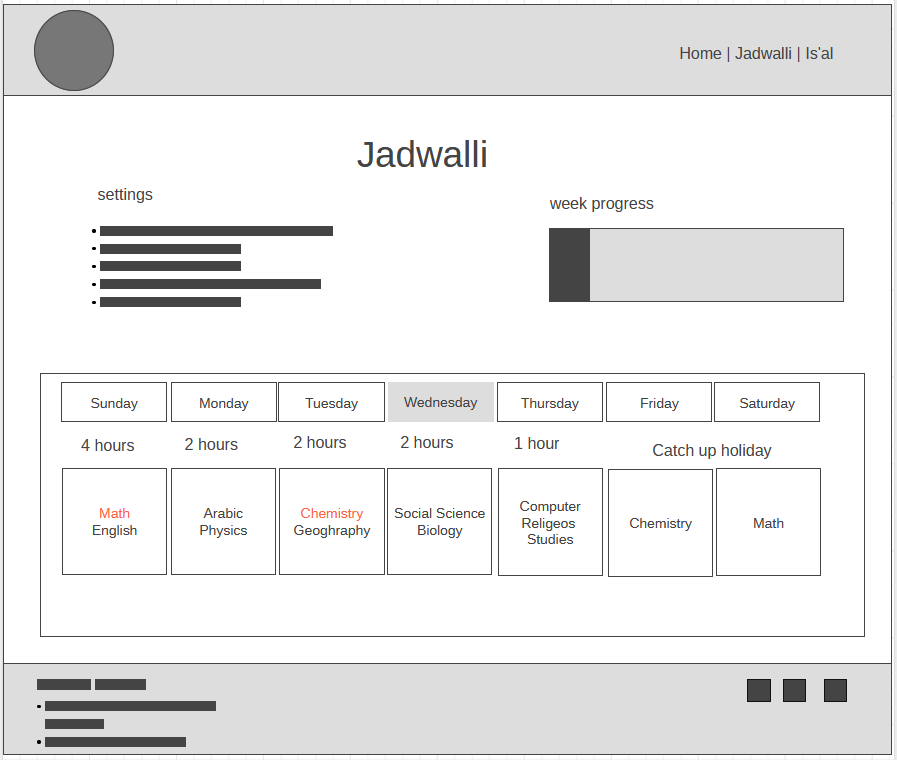 Home | Jadwalli | Is'al
Jadwalli
settings
week progress
Sunday
Monday
Tuesday
Wednesday
Thursday
Friday
Saturday
4 hours
2 hours
2 hours
2 hours
1 hour
Catch up holiday
Math
English
Arabic
Physics
Chemistry
Geoghraphy
Social Science
Biology
Computer
Religeos
Studies
Chemistry
Math